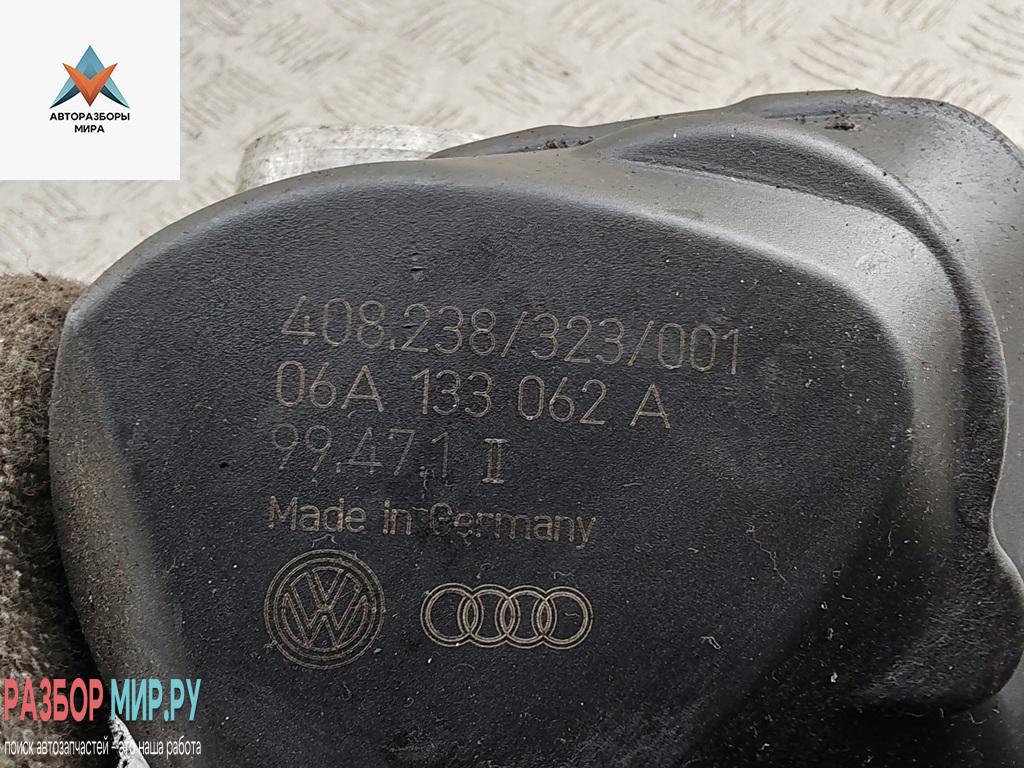 АВТОРАЗБОРЫ
МИРА
408.238/323/001
06A 133 062 A
99.47.1 II
Made in Germany
VW
РАЗБОР МИР.РУ
поиск автозапчастей - это наша работа